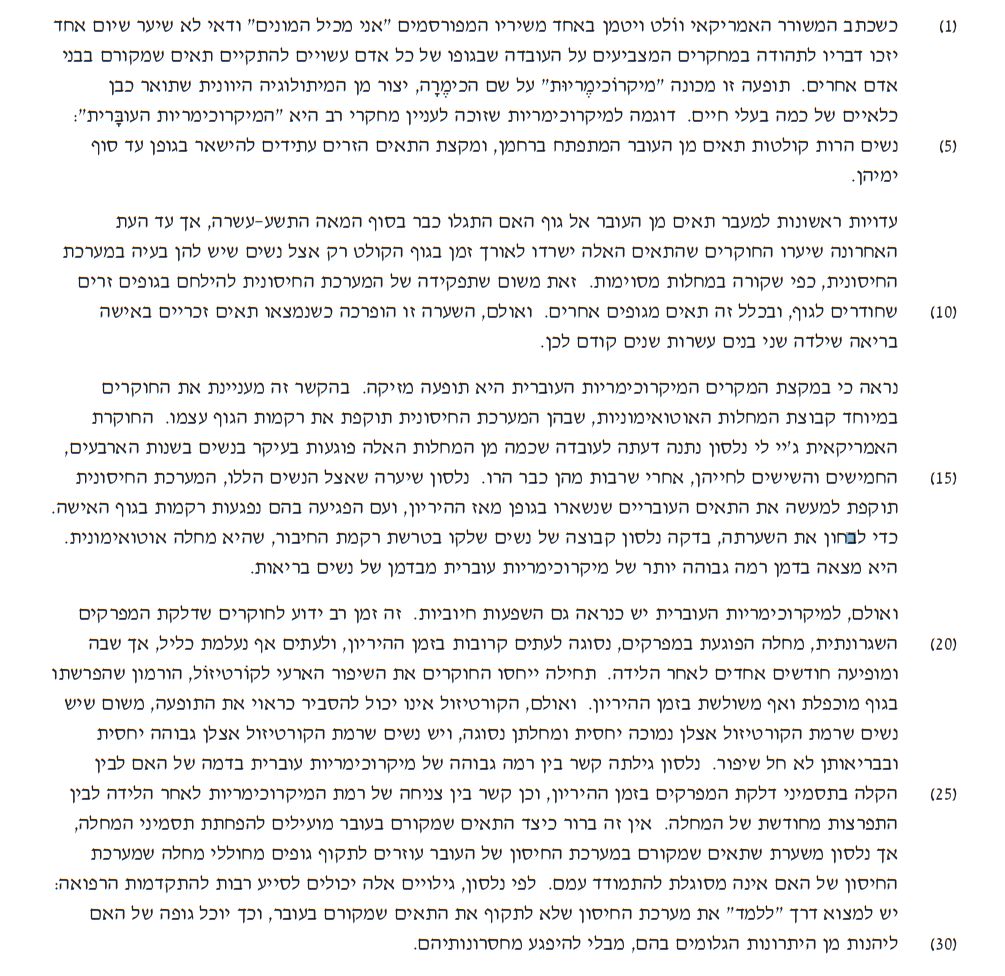 (1) כשכתב המשורר האמריקאי ווֹלט ויטמן באחד משיריו המפורסמים "אני מכיל המונים" ודאי לא שיער שיום אחד
יזכו דבריו לתהודה במחקרים המצביעים על העובדה שבגופו של כל אדם עשויים להתקיים תאים שמקורם בבני
אדם אחרים. תופעה זו מכונה "מיקרוֹכימֶריוּת" על שם הכימֶרָה, יצור מן המיתולוגיה היוונית שתואר כבן
כלאיים של כמה בעלי חיים. דוגמה למיקרוכימריות שזוכה לעניין מחקרי רב היא "המיקרוכימריות העוּבָּרית":
(5) נשים הרות קולטות תאים מן העובר המתפתח ברחמן, ומקצת התאים הזרים עתידים להישאר בגופן עד סוף
ימיהן.
עדויות ראשונות למעבר תאים מן העובר אל גוף האם התגלו כבר בסוף המאה התשע-עשרה, אך עד העת
האחרונה שיערו החוקרים שהתאים האלה ישרדו לאורך זמן בגוף הקולט רק אצל נשים שיש להן בעיה במערכת
החיסונית, כפי שקורה במחלות מסוימות. זאת משום שתפקידה של המערכת החיסונית להילחם בגופים זרים
(10) שחודרים לגוף, ובכלל זה תאים מגופים אחרים. ואולם, השערה זו הופרכה כשנמצאו תאים זכריים באישה
בריאה שילדה שני בנים עשרות שנים קודם לכן.
נראה כי במקצת המקרים המיקרוכימריות העוברית היא תופעה מזיקה. בהקשר זה מעניינת את החוקרים
במיוחד קבוצת המחלות האוטואימוניות, שבהן המערכת החיסונית תוקפת את רקמות הגוף עצמו. החוקרת
האמריקאית ג'יי לי נלסון נתנה דעתה לעובדה שכמה מן המחלות האלה פוגעות בעיקר בנשים בשנות הארבעים,
(15) החמישים והשישים לחייהן, אחרי שרבות מהן כבר הרו. נלסון שיערה שאצל הנשים הללו, המערכת החיסונית
תוקפת למעשה את התאים העובריים שנשארו בגופן מאז ההיריון, ועם הפגיעה בהם נפגעות רקמות בגוף האישה.
כדי לבחון את השערתה, בדקה נלסון קבוצה של נשים שלקו בטרשת רקמת החיבור, שהיא מחלה אוטואימונית.
היא מצאה בדמן רמה גבוהה יותר של מיקרוכימריות עוברית מבדמן של נשים בריאות.
ואולם, למיקרוכימריות העוברית יש כנראה גם השפעות חיוביות. זה זמן רב ידוע לחוקרים שדלקת המפרקים
(20) השגרונתית, מחלה הפוגעת במפרקים, נסוגה לעתים קרובות בזמן ההיריון, ולעתים אף נעלמת כליל, אך שבה
ומופיעה חודשים אחדים לאחר הלידה. תחילה ייחסו החוקרים את השיפור הארעי לקוֹרטיזוֹל, הורמון שהפרשתו
בגוף מוכפלת ואף משולשת בזמן ההיריון. ואולם, הקורטיזול אינו יכול להסביר כראוי את התופעה, משום שיש
נשים שרמת הקורטיזול אצלן נמוכה יחסית ומחלתן נסוגה, ויש נשים שרמת הקורטיזול אצלן גבוהה יחסית
ובבריאותן לא חל שיפור. נלסון גילתה קשר בין רמה גבוהה של מיקרוכימריות עוברית בדמה של האם לבין
(25) הקלה בתסמיני דלקת המפרקים בזמן ההיריון, וכן קשר בין צניחה של רמת המיקרוכימריות לאחר הלידה לבין
התפרצות מחודשת של המחלה. אין זה ברור כיצד התאים שמקורם בעובר מועילים להפחתת תסמיני המחלה,
אך נלסון משערת שתאים שמקורם במערכת החיסון של העובר עוזרים לתקוף גופים מחוללי מחלה שמערכת
החיסון של האם אינה מסוגלת להתמודד עמם. לפי נלסון, גילויים אלה יכולים לסייע רבות להתקדמות הרפואה:
יש למצוא דרך "ללמד" את מערכת החיסון שלא לתקוף את התאים שמקורם בעובר, וכך יוכל גופה של האם
(30) ליהנות מן היתרונות הגלומים בהם, מבלי להיפגע מחסרונותיהם.